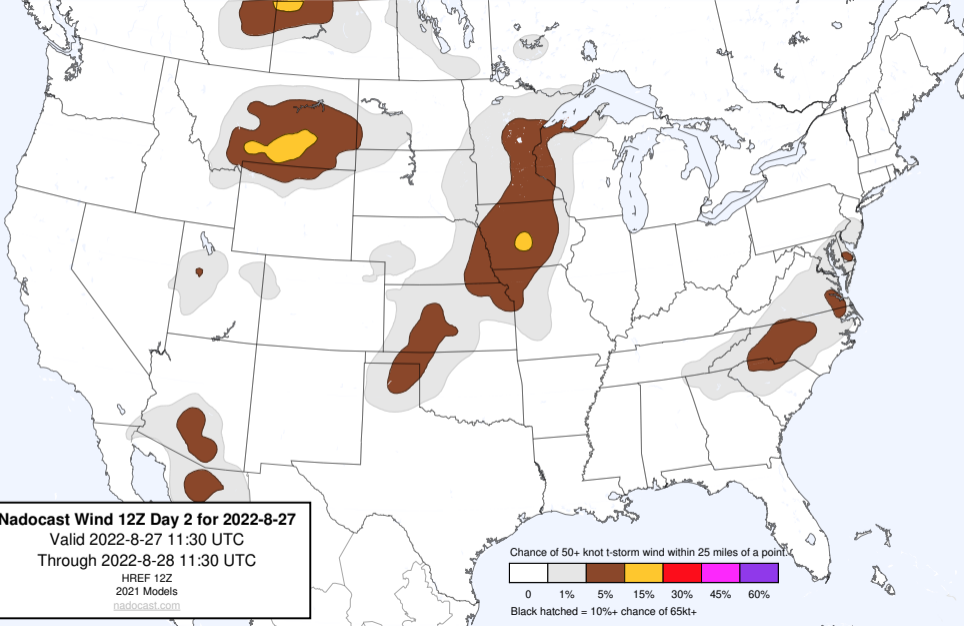 Nadocast Wind 12Z Day 2 for 2022-8-27
Valid 2022-8-27 11:30 UTC
Through 2022-8-28 11:30 UTC
HREF 12Z
2021 Models
nadocast.com
Chance of 50+ knot t-storm wind within 25 miles of a point.
0 1% 5% 15% 30% 45% 60%
Black hatched = 10%+ chance of 65kt+